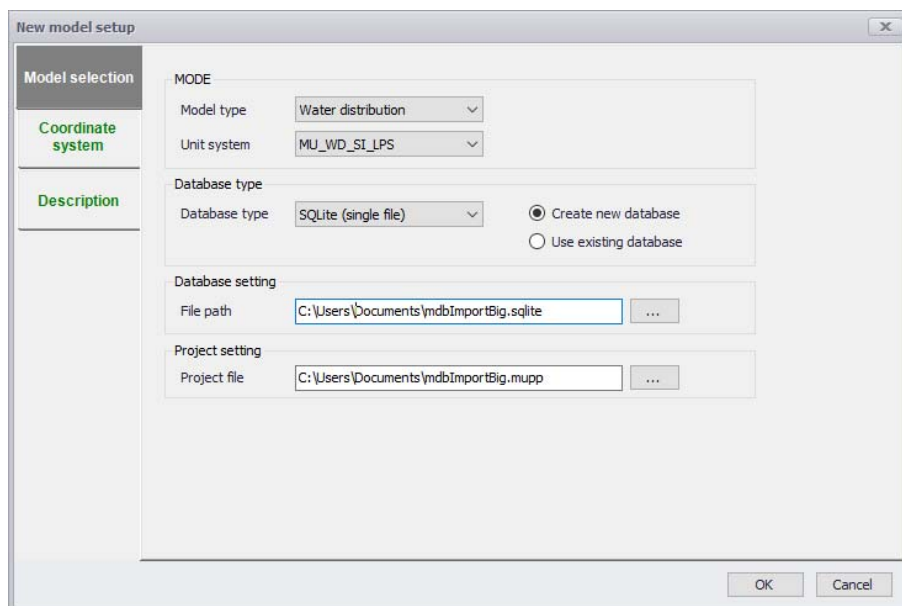 New model setup
Model selection
Coordinate
system
Description
MODE
Model type Water distribution
Unit system MU_WD_SI_LPS
Database type
Database type SQLite (single file) Create new database
Use existing database
Database setting
File path C:\Users\Documents\mdbImportBig.sqlite ...
Project setting
Project file C:\Users\Documents\mdbImportBig.mupp ...
OK Cancel